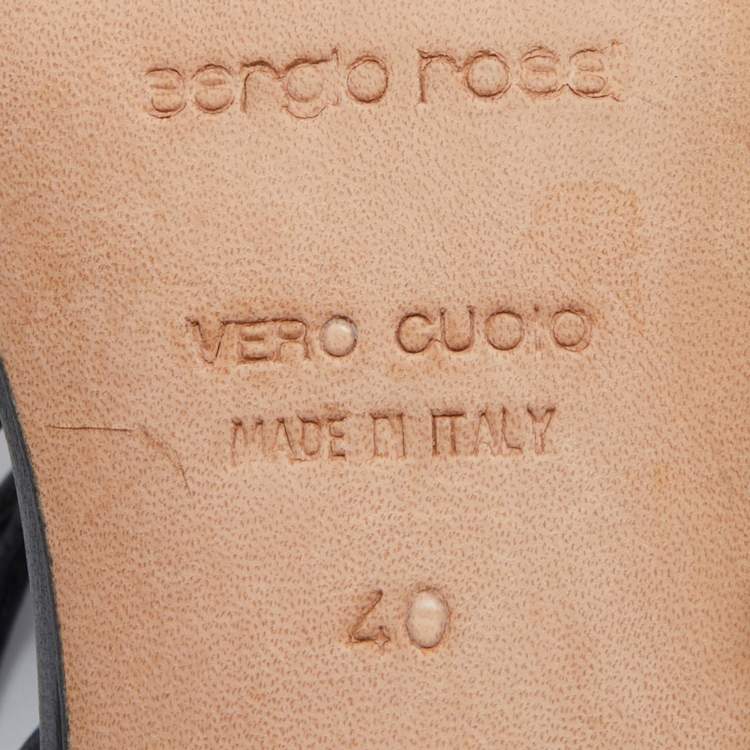 sergio rossi
VERO CUOIO
MADE IN ITALY
40